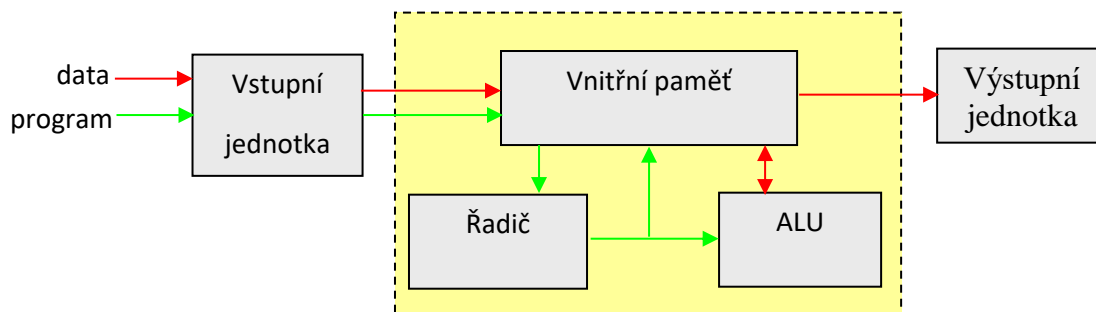 data
program
Vstupní
jednotka
Vnitřní paměť
Výstupní
jednotka
Řadič
ALU